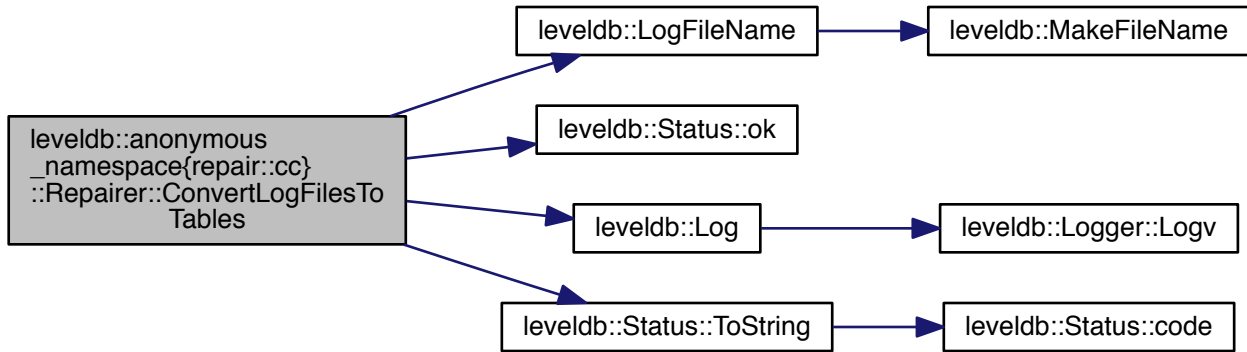 leveldb::anonymous
_namespace{repair::cc}
::Repairer::ConvertLogFilesTo
Tables
leveldb::LogFileName
leveldb::MakeFileName
leveldb::Status::ok
leveldb::Log
leveldb::Logger::Logv
leveldb::Status::ToString
leveldb::Status::code